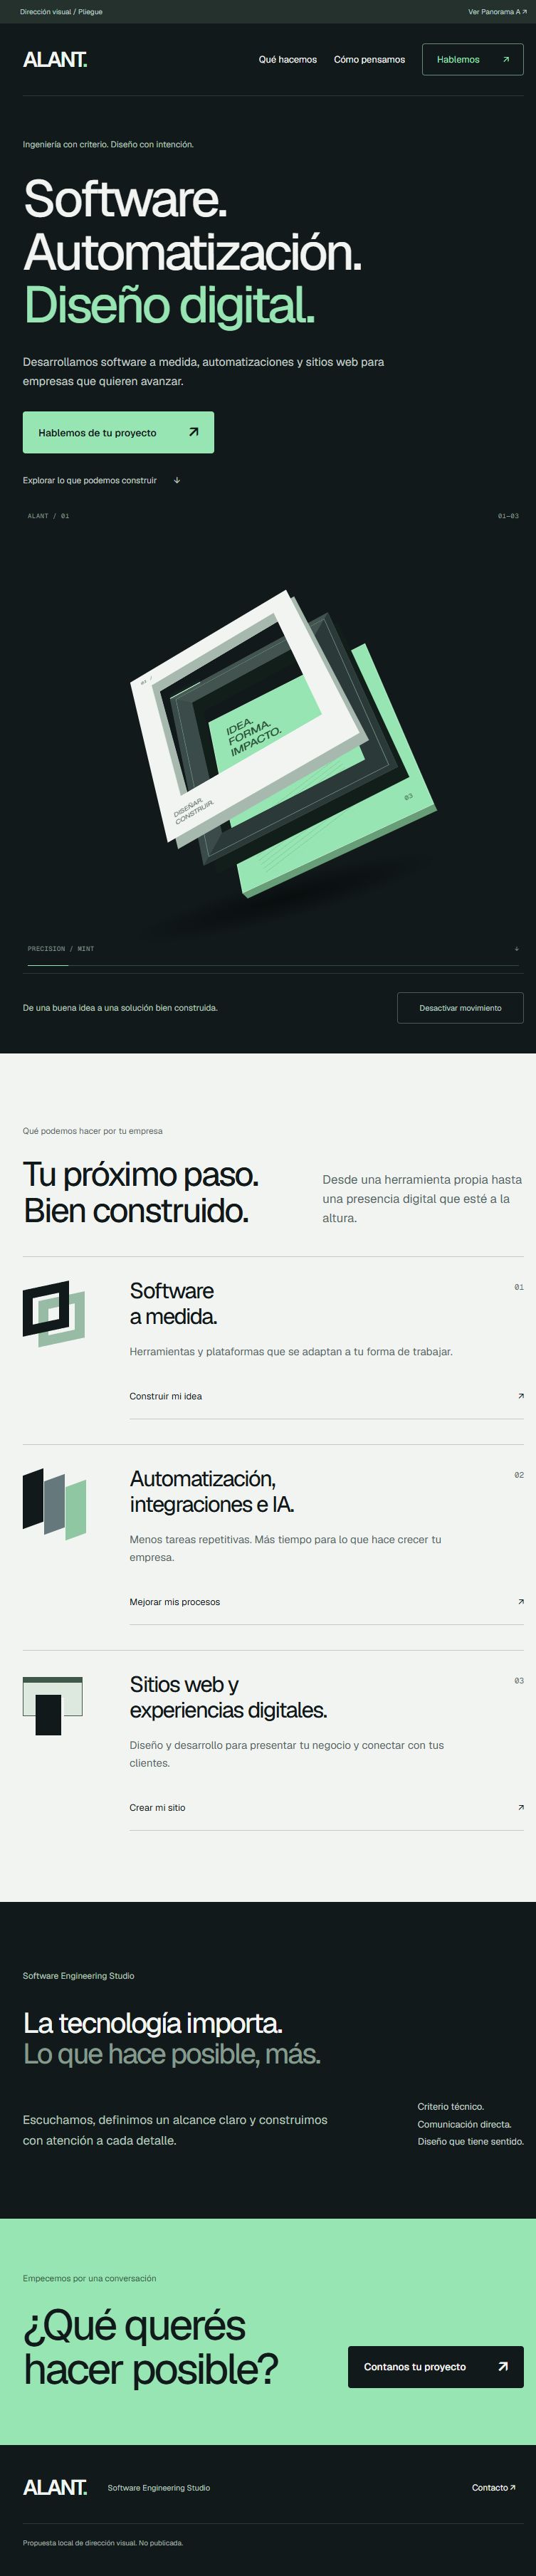 Dirección visual / Pliegue
Ver Panorama A ↗
ALANT.
Qué hacemos
Cómo pensamos
Hablemos ↗
Ingeniería con criterio. Diseño con intención.
Software.
Automatización.
Diseño digital.
Desarrollamos software a medida, automatizaciones y sitios web para
empresas que quieren avanzar.
Hablemos de tu proyecto ↗
Explorar lo que podemos construir ↓
ALANT / 01
01—03
01 /
IDEA.
FORMA.
IMPACTO.
DISEÑAR.
CONSTRUIR.
03
PRECISION / MINT
↓
De una buena idea a una solución bien construida.
Desactivar movimiento
Qué podemos hacer por tu empresa
Tu próximo paso.
Bien construido.
Desde una herramienta propia hasta
una presencia digital que esté a la
altura.
Software
a medida.
01
Herramientas y plataformas que se adaptan a tu forma de trabajar.
Construir mi idea ↗
Automatización,
integraciones e IA.
02
Menos tareas repetitivas. Más tiempo para lo que hace crecer tu
empresa.
Mejorar mis procesos ↗
Sitios web y
experiencias digitales.
03
Diseño y desarrollo para presentar tu negocio y conectar con tus
clientes.
Crear mi sitio ↗
Software Engineering Studio
La tecnología importa.
Lo que hace posible, más.
Escuchamos, definimos un alcance claro y construimos
con atención a cada detalle.
Criterio técnico.
Comunicación directa.
Diseño que tiene sentido.
Empecemos por una conversación
¿Qué querés
hacer posible?
Contanos tu proyecto ↗
ALANT.
Software Engineering Studio
Contacto ↗
Propuesta local de dirección visual. No publicada.